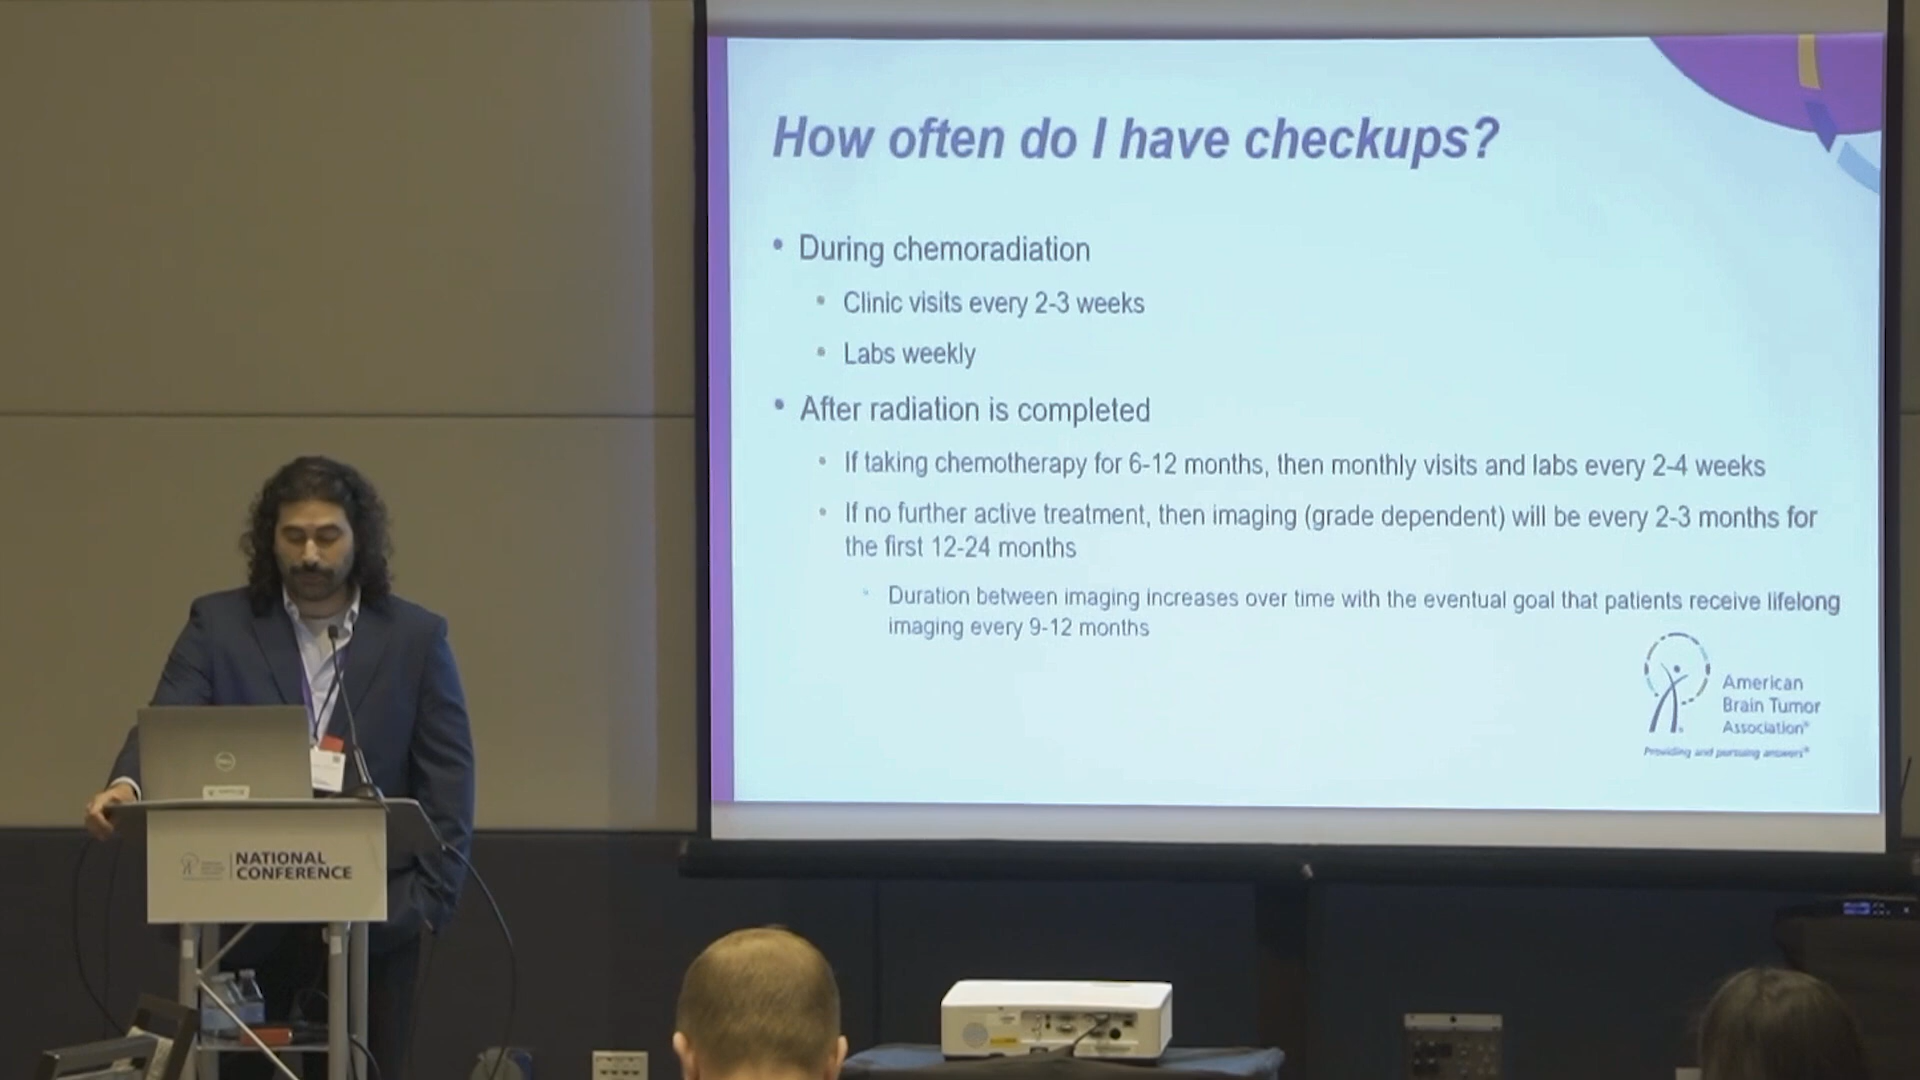 How often do I have checkups?
• During chemoradiation
• Clinic visits every 2-3 weeks
• Labs weekly
• After radiation is completed
• If taking chemotherapy for 6-12 months, then monthly visits and labs every 2-4 weeks
• If no further active treatment, then imaging (grade dependent) will be every 2-3 months for
the first 12-24 months
• Duration between imaging increases over time with the eventual goal that patients receive lifelong
imaging every 9-12 months
American
Brain Tumor
Association®
Providing and pursuing answers®
DELL
NATIONAL
CONFERENCE